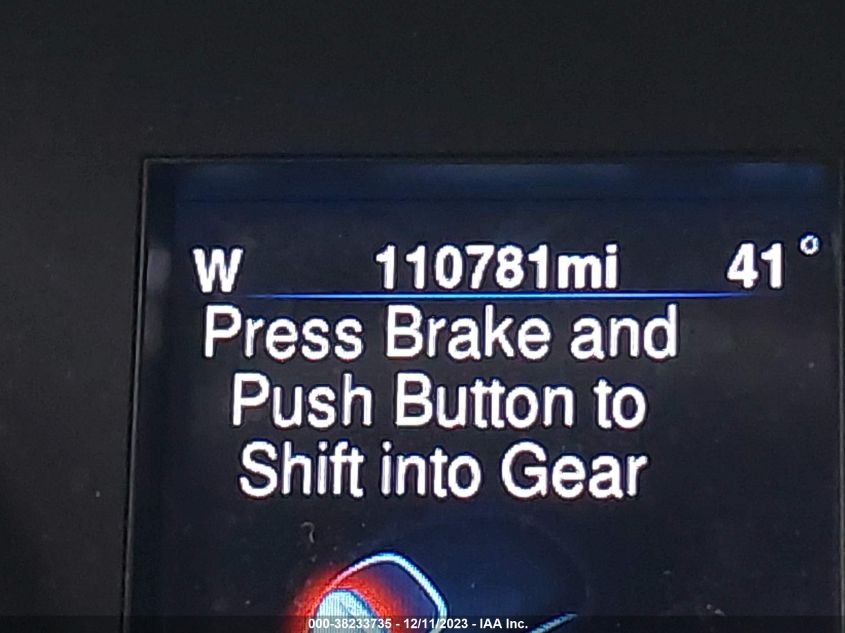 W 110781mi 41°
Press Brake and
Push Button to
Shift into Gear
000-38233735 - 12/11/2023 - IAA Inc.